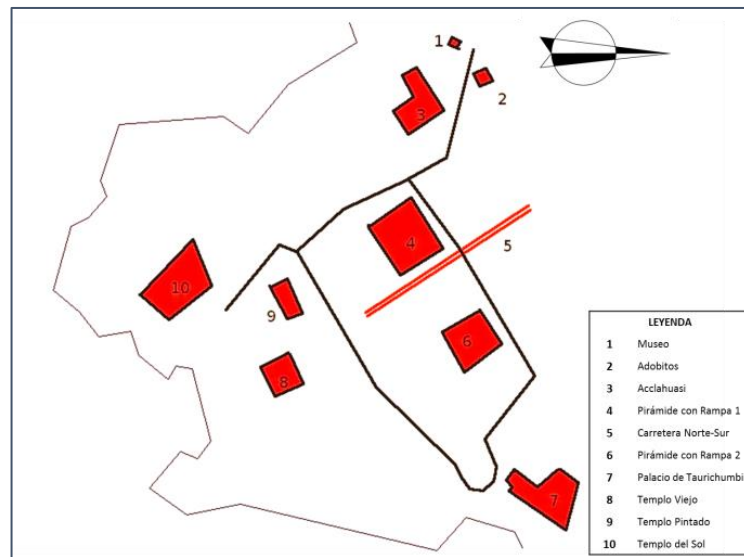 1
2
3
4
5
6
7
8
9
10
LEYENDA
1 Museo
2 Adobitos
3 Acclahuasi
4 Pirámide con Rampa 1
5 Carretera Norte-Sur
6 Pirámide con Rampa 2
7 Palacio de Taurichumbi
8 Templo Viejo
9 Templo Pintado
10 Templo del Sol